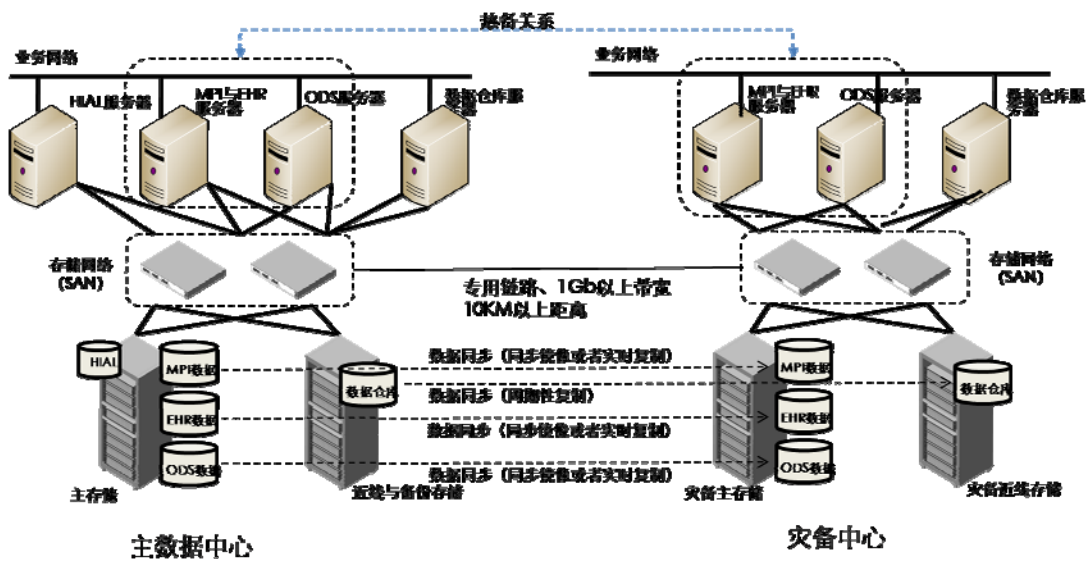 热备关系
业务网络
业务网络
HIAL服务器
MPI与EHR
服务器
ODS服务器
数据仓库服
务器
MPI与EHR
服务器
ODS服务器
数据仓库服
务器
存储网络
(SAN)
存储网络
(SAN)
专用链路、1Gb以上带宽
10KM以上距离
HIAL
MPI数据
数据同步（同步镜像或者实时复制）
MPI数据
数据仓库
数据同步（周期性复制）
数据仓库
EHR数据
数据同步（同步镜像或者实时复制）
EHR数据
ODS数据
数据同步（同步镜像或者实时复制）
ODS数据
主存储
近线与备份存储
灾备主存储
灾备近线存储
主数据中心
灾备中心